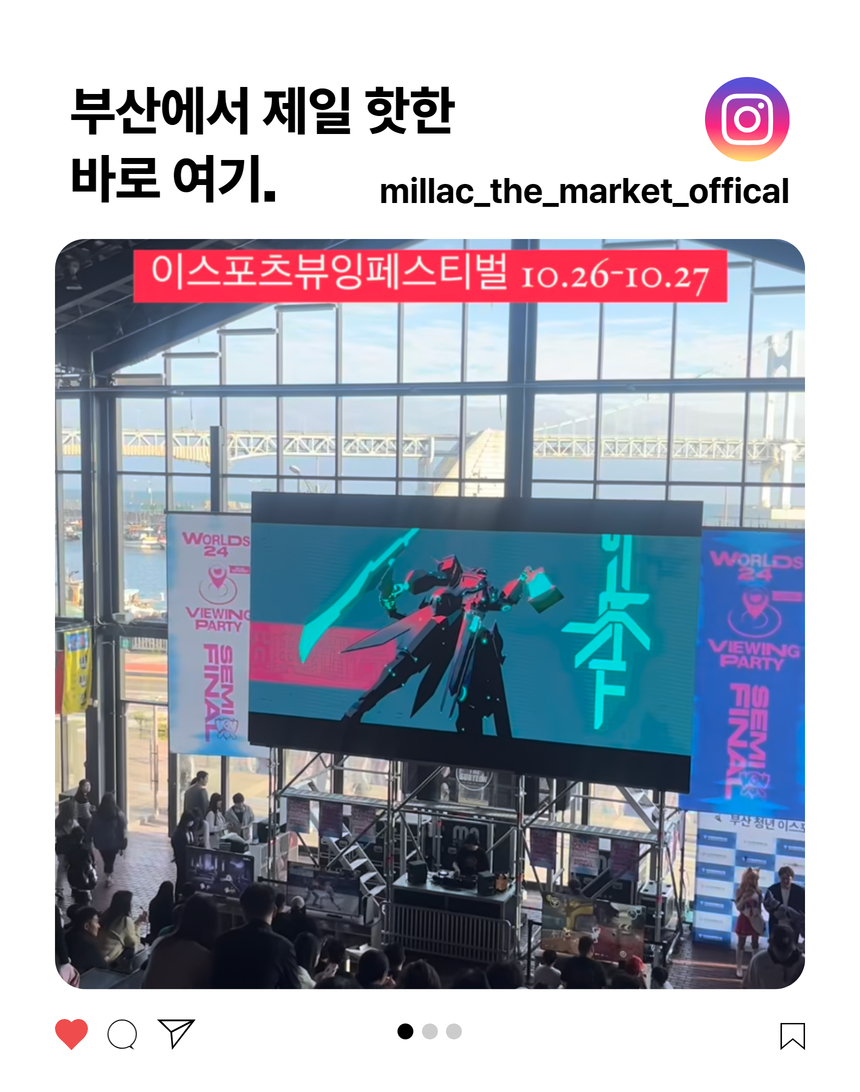 부산에서 제일 핫한
바로 여기.
millac_the_market_offical
이스포츠뷰잉페스티벌 10.26-10.27
WORLDS
24
VIEWING
PARTY
SEMI
FINAL
WORLDS
24
VIEWING
PARTY
SEMI
FINAL
부산 청년 이스포